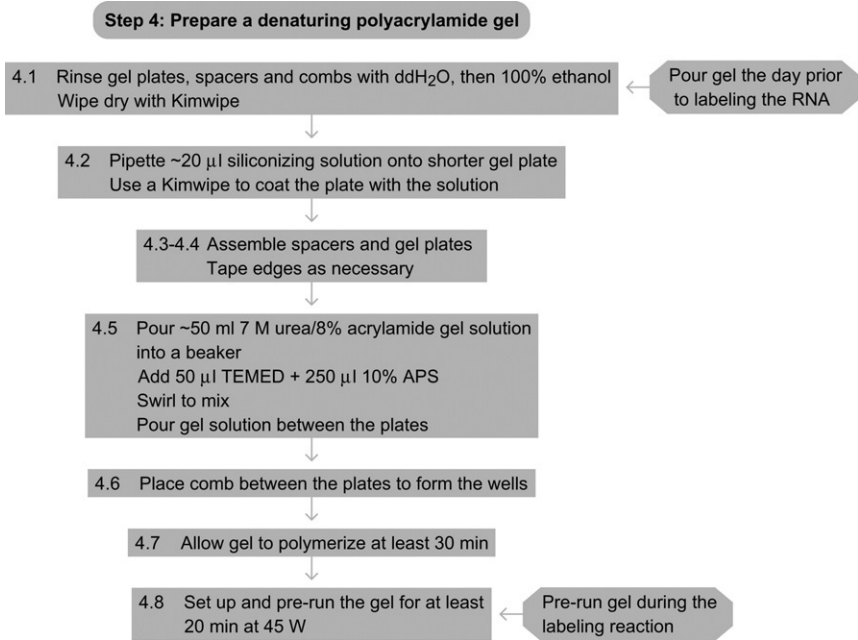 Step 4: Prepare a denaturing polyacrylamide gel
4.1 Rinse gel plates, spacers and combs with ddH₂O, then 100% ethanol
Wipe dry with Kimwipe
Pour gel the day prior
to labeling the RNA
4.2 Pipette ~20 μl siliconizing solution onto shorter gel plate
Use a Kimwipe to coat the plate with the solution
4.3-4.4 Assemble spacers and gel plates
Tape edges as necessary
4.5 Pour ~50 ml 7 M urea/8% acrylamide gel solution
into a beaker
Add 50 μl TEMED + 250 μl 10% APS
Swirl to mix
Pour gel solution between the plates
4.6 Place comb between the plates to form the wells
4.7 Allow gel to polymerize at least 30 min
4.8 Set up and pre-run the gel for at least
20 min at 45 W
Pre-run gel during the
labeling reaction